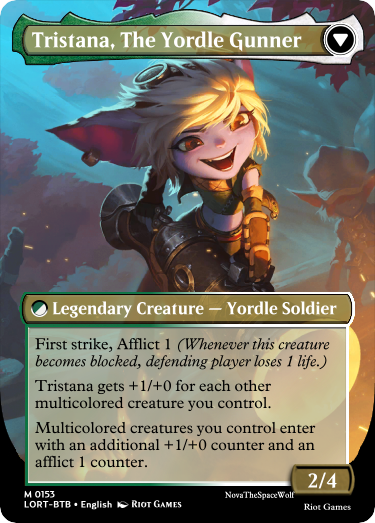 Tristana, The Yordle Gunner
Legendary Creature — Yordle Soldier
First strike, Afflict 1 (Whenever this creature
becomes blocked, defending player loses 1 life.)
Tristana gets +1/+0 for each other
multicolored creature you control.
Multicolored creatures you control enter
with an additional +1/+0 counter and an
afflict 1 counter.
2/4
M 0153
NovaTheSpaceWolf
LORT-BTB • English Riot Games
Riot Games